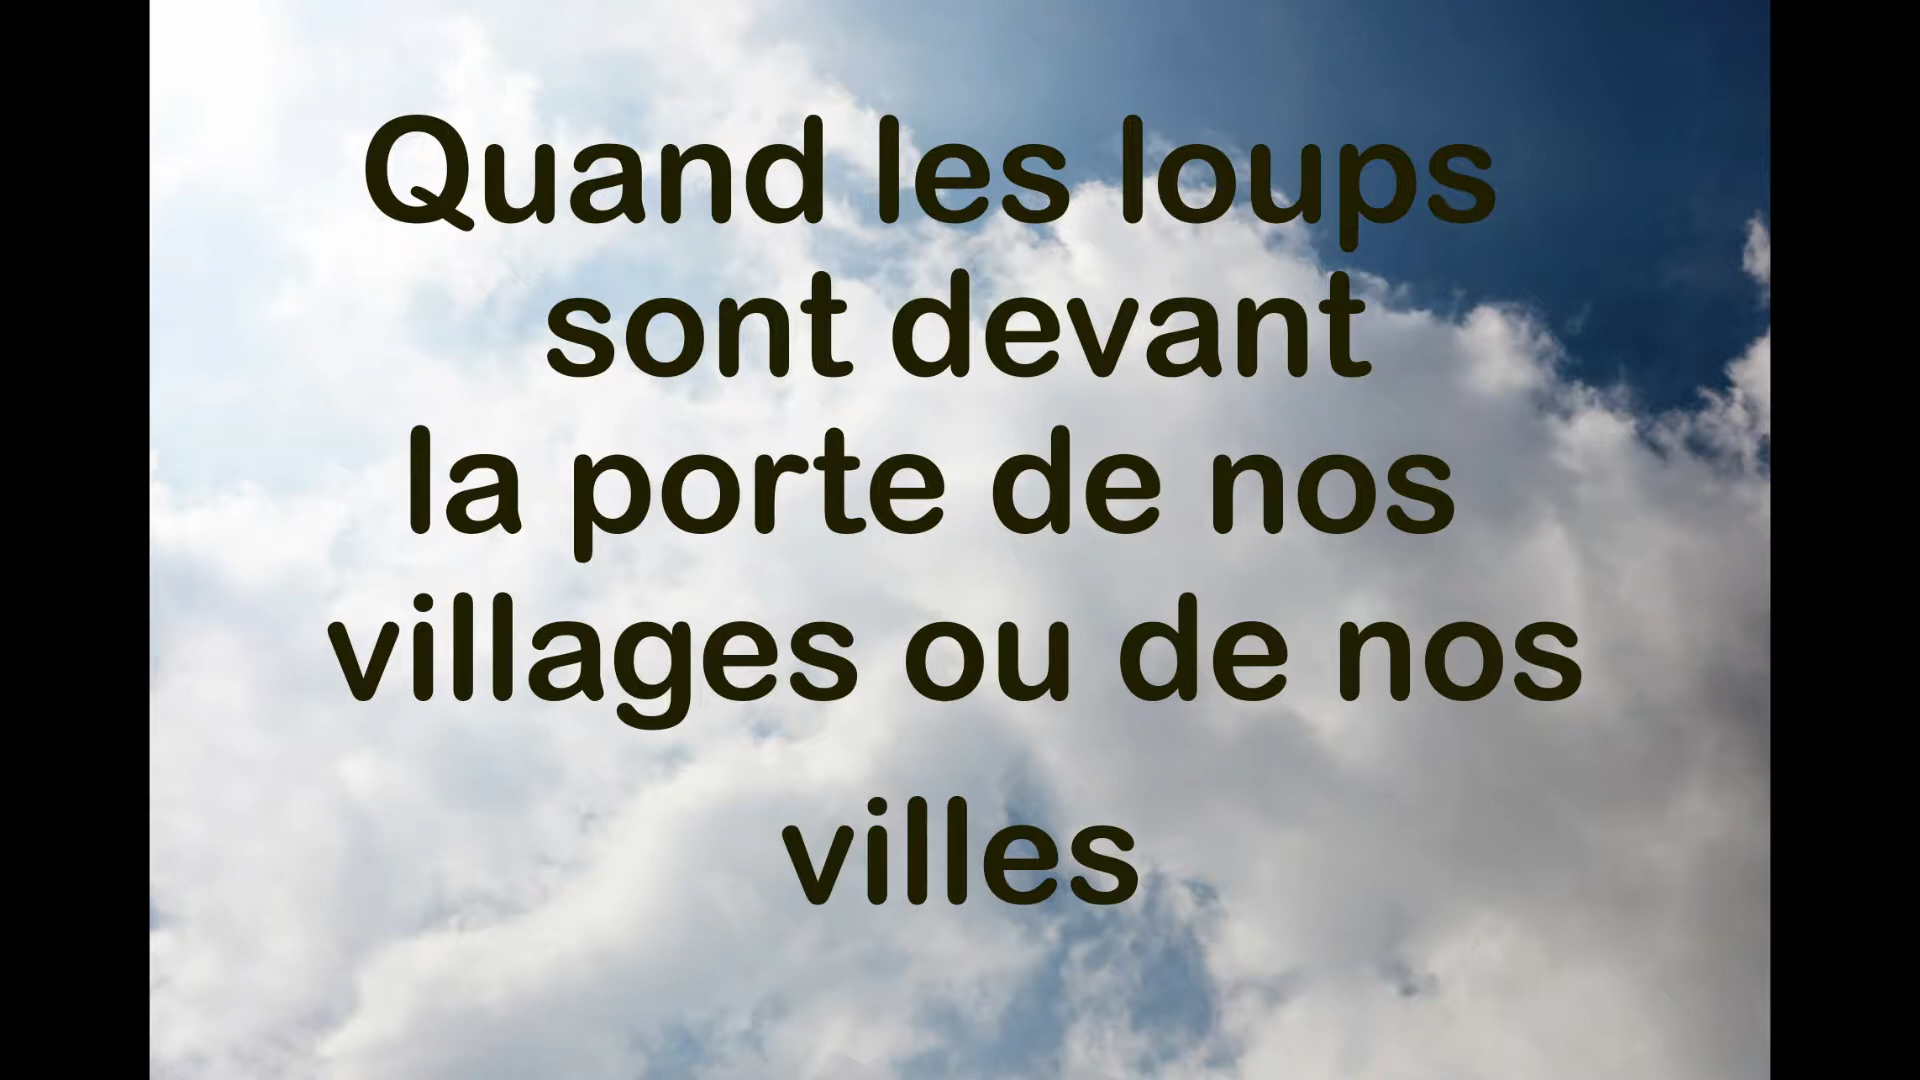 Quand les loups
sont devant
la porte de nos
villages ou de nos
villes